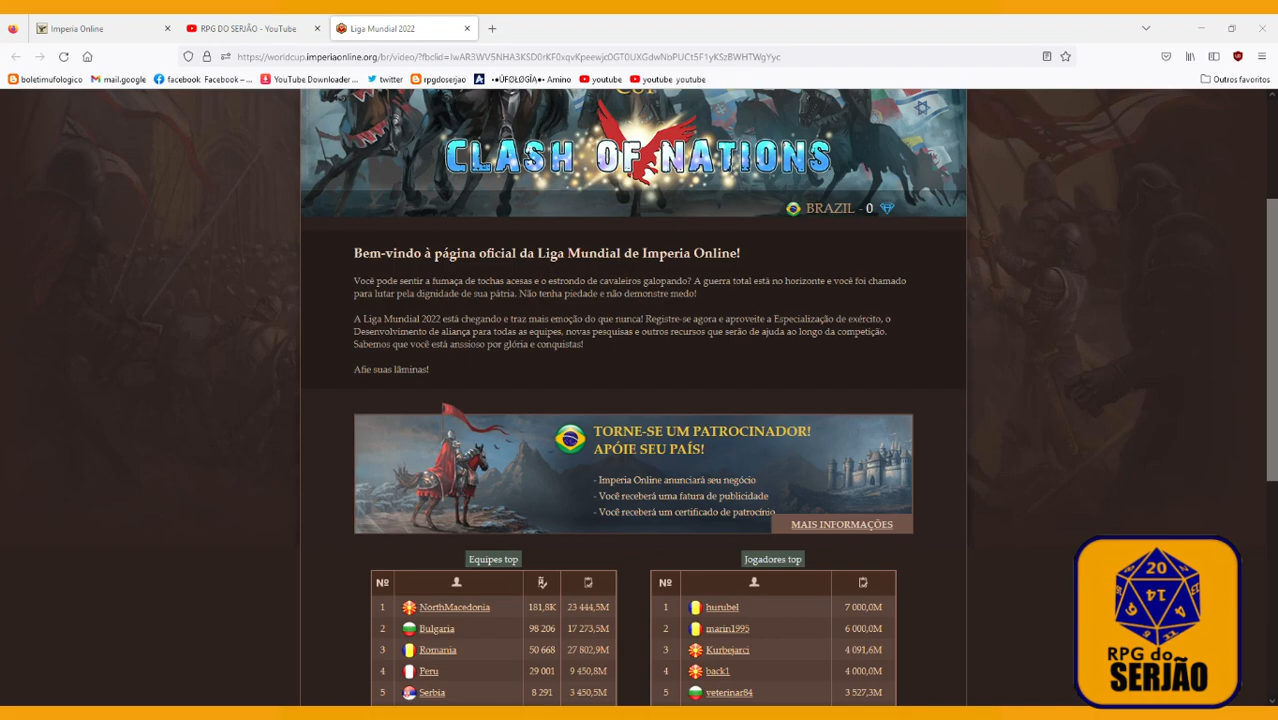 Imperia Online
RPG DO SERJÃO - YouTube
Liga Mundial 2022
https://worldcup.imperiaonline.org/br/video/?fbclid=IwAR3WV5NHA3KSD0rKF0xqvKpeewjcOGT0UXGdwNbPUCt5F1yKSzBWHTWgYyc
boletimufologico
mail.google
facebook Facebook – ...
YouTube Downloader ...
twitter
rpgdoserjao
•●ÚFOLOGÍA●• Amino
youtube
youtube youtube
Outros favoritos
CLASH OF NATIONS
BRAZIL - 0
Bem-vindo à página oficial da Liga Mundial de Imperia Online!
Você pode sentir a fumaça de tochas acesas e o estrondo de cavaleiros galopando? A guerra total está no horizonte e você foi chamado
para lutar pela dignidade de sua pátria. Não tenha piedade e não demonstre medo!
A Liga Mundial 2022 está chegando e traz mais emoção do que nunca! Registre-se agora e aproveite a Especialização de exército, o
Desenvolvimento de aliança para todas as equipes, novas pesquisas e outros recursos que serão de ajuda ao longo da competição.
Sabemos que você está anssioso por glória e conquistas!
Afie suas lâminas!
TORNE-SE UM PATROCINADOR!
APÓIE SEU PAÍS!
- Imperia Online anunciará seu negócio
- Você receberá uma fatura de publicidade
- Você receberá um certificado de patrocínio
MAIS INFORMAÇÕES
Equipes top
Nº
1 NorthMacedonia 181,8K 23 444,5M
2 Bulgaria 98 206 17 273,5M
3 Romania 50 668 27 802,9M
4 Peru 29 001 9 450,8M
5 Serbia 8 291 3 450,5M
Jogadores top
Nº
1 hurubel 7 000,0M
2 marin1995 6 000,0M
3 Kurbejarci 4 091,6M
4 back1 4 000,0M
5 veterinar84 3 527,3M
20
14
RPG do
SERJÃO